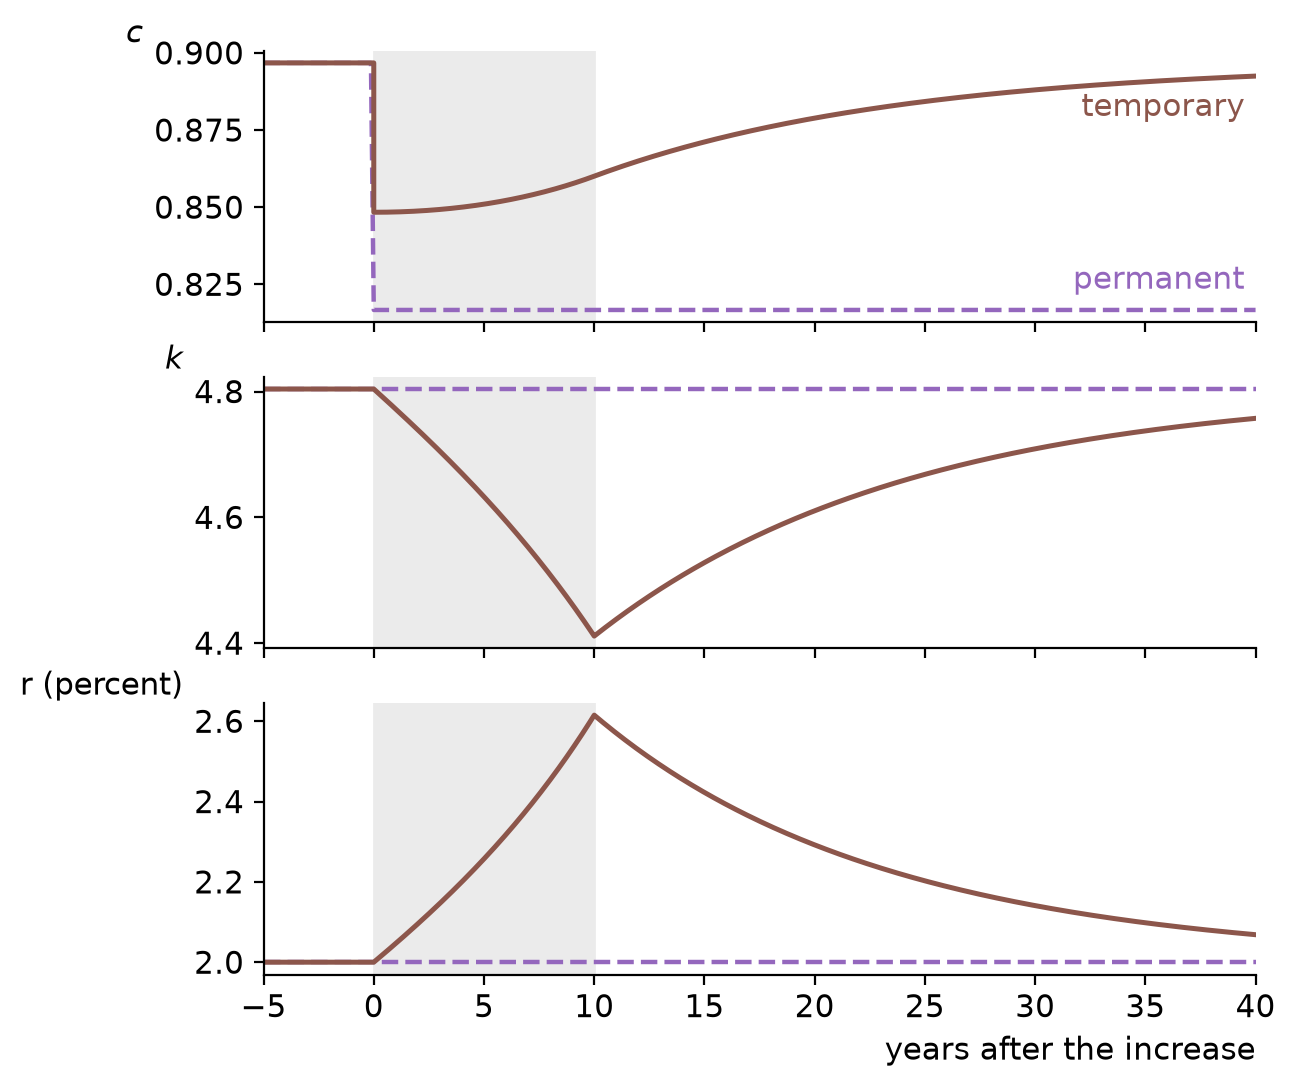 c
0.900
0.875
0.850
0.825
temporary
permanent
k
4.8
4.6
4.4
r (percent)
2.6
2.4
2.2
2.0
−5 0 5 10 15 20 25 30 35 40
years after the increase